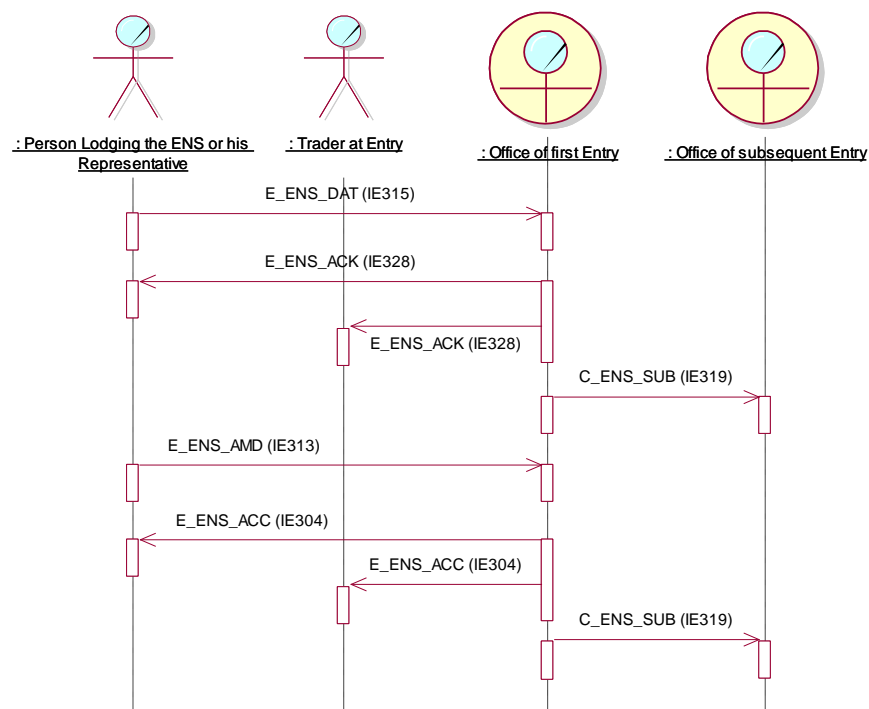 : Person Lodging the ENS or his
Representative
: Trader at Entry
: Office of first Entry
: Office of subsequent Entry
E_ENS_DAT (IE315)
E_ENS_ACK (IE328)
E_ENS_ACK (IE328)
C_ENS_SUB (IE319)
E_ENS_AMD (IE313)
E_ENS_ACC (IE304)
E_ENS_ACC (IE304)
C_ENS_SUB (IE319)